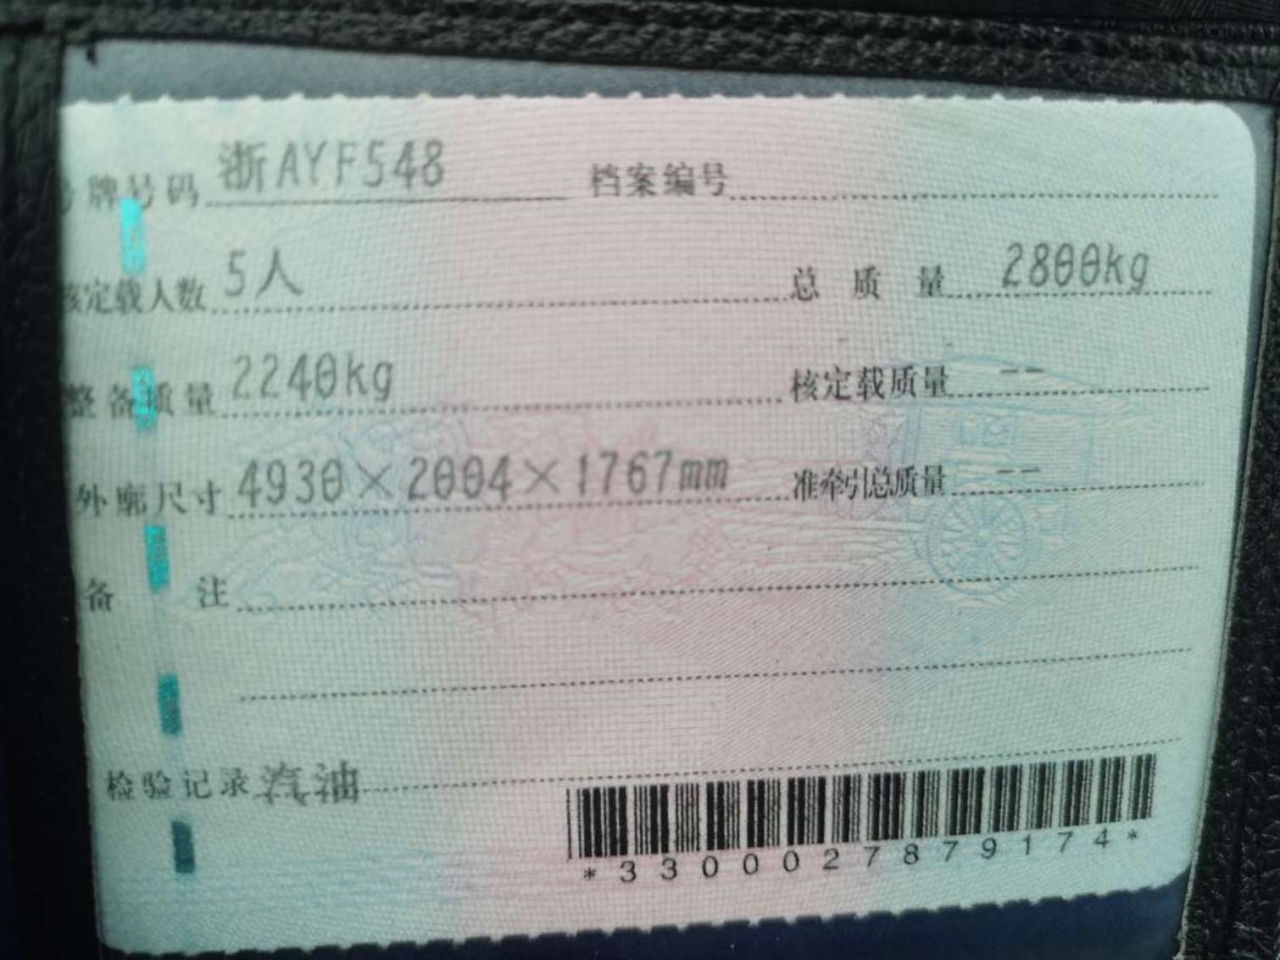 号牌号码 浙AYF548 档案编号
核定载人数 5人 总质量 2800kg
整备质量 2240kg 核定载质量 --
外廓尺寸 4930×2004×1767mm 准牵引总质量 --
备注
检验记录 汽油
*3300027879174*